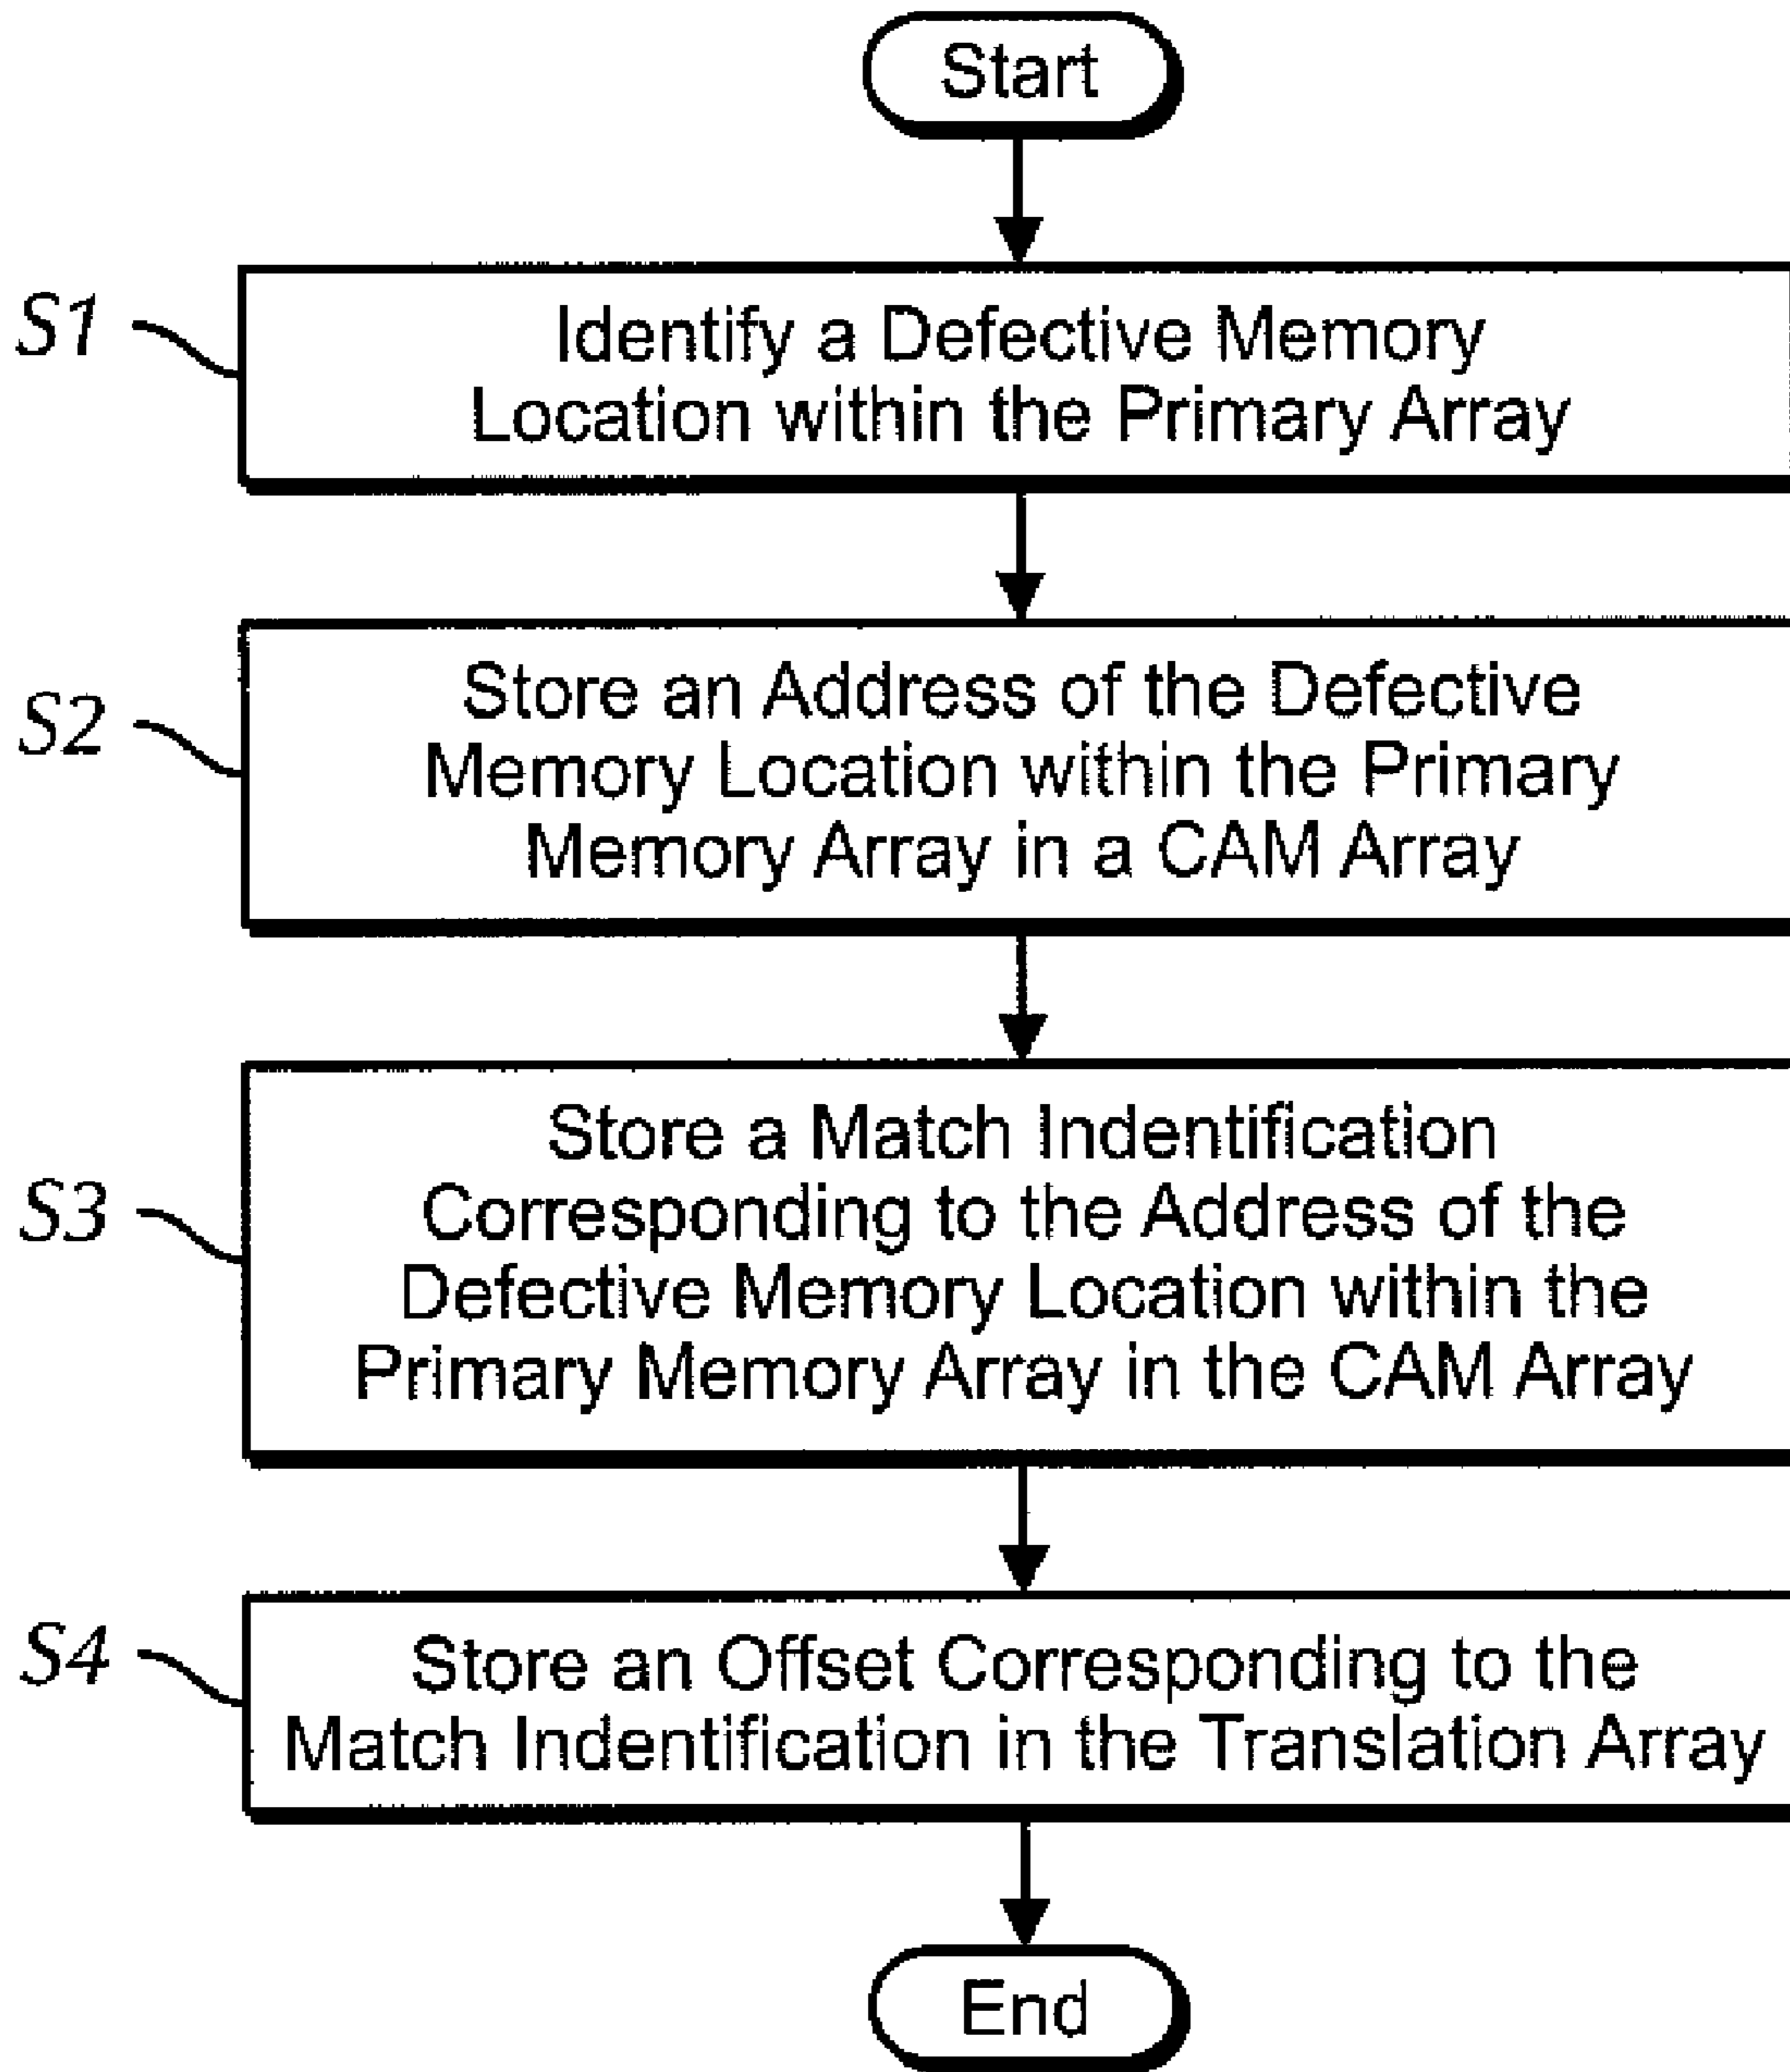 Start
S1
Identify a Defective Memory
Location within the Primary Array
S2
Store an Address of the Defective
Memory Location within the Primary
Memory Array in a CAM Array
S3
Store a Match Indentification
Corresponding to the Address of the
Defective Memory Location within the
Primary Memory Array in the CAM Array
S4
Store an Offset Corresponding to the
Match Indentification in the Translation Array
End